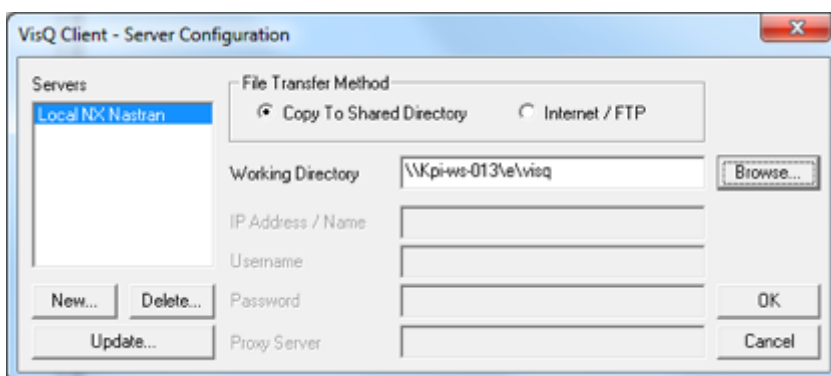 VisQ Client - Server Configuration
Servers
Local NX Nastran
File Transfer Method
Copy To Shared Directory
Internet / FTP
Working Directory
\\Kpi-ws-013\e\visq
Browse...
IP Address / Name
Username
New...
Delete...
Password
OK
Update...
Proxy Server
Cancel